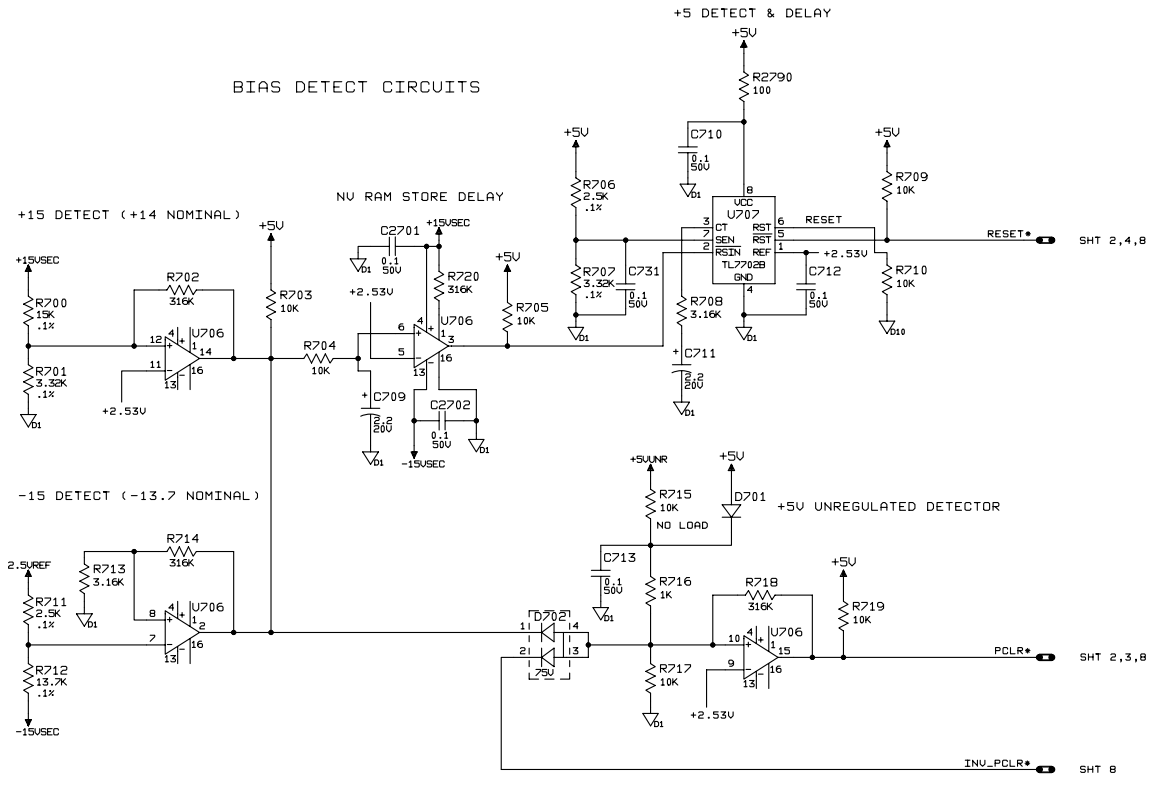 +5 DETECT & DELAY
+5V
R2790
100
BIAS DETECT CIRCUITS
C710
0.1
50V
D1
+5V
R706
2.5K
.1%
R707
3.32K
.1%
D1
C731
0.1
50V
8
VCC
U707
3
CT
7
SEN
2
RSIN
RST
6
RST
5
REF
1
TL7702B
GND
4
D1
RESET
+5V
R709
10K
RESET*
SHT 2,4,8
+2.53V
C712
0.1
50V
R710
10K
D10
R708
3.16K
+
C711
2.2
20V
D1
NV RAM STORE DELAY
+15 DETECT (+14 NOMINAL)
+15VSEC
R700
15K
.1%
R701
3.32K
.1%
D1
R702
316K
12
+
11
-
4
+
U706
1
14
13
-
16
+2.53V
+5V
R703
10K
R704
10K
C2701
0.1
50V
D1
+15VSEC
R720
316K
+2.53V
6
+
5
-
4
+
U706
1
3
13
-
16
+
C709
2.2
20V
D1
C2702
0.1
50V
D1
-15VSEC
+5V
R705
10K
-15 DETECT (-13.7 NOMINAL)
2.5VREF
R711
2.5K
.1%
R712
13.7K
.1%
-15VSEC
R713
3.16K
D1
R714
316K
8
+
7
-
4
+
U706
1
2
13
-
16
+5VUNR
R715
10K
NO LOAD
+5V
D701
+5V UNREGULATED DETECTOR
C713
0.1
50V
D1
R716
1K
R717
10K
D1
D702
1
4
2
3
75V
R718
316K
10
+
9
-
4
+
U706
1
15
13
-
16
+2.53V
+5V
R719
10K
PCLR*
SHT 2,3,8
INV_PCLR*
SHT 8